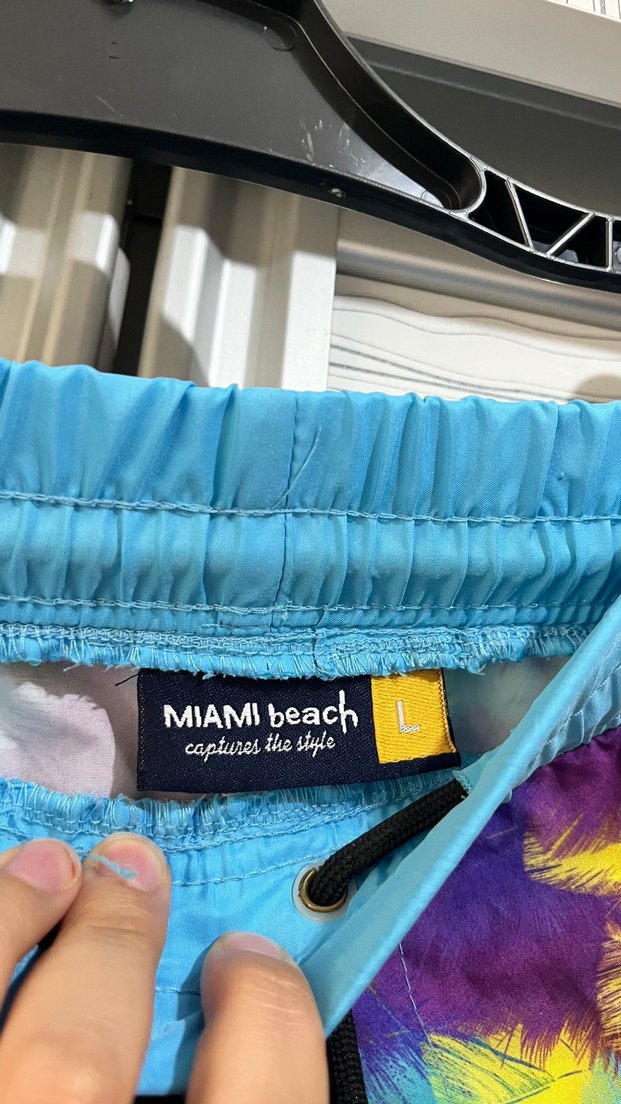 MIAMI beach L
captures the style